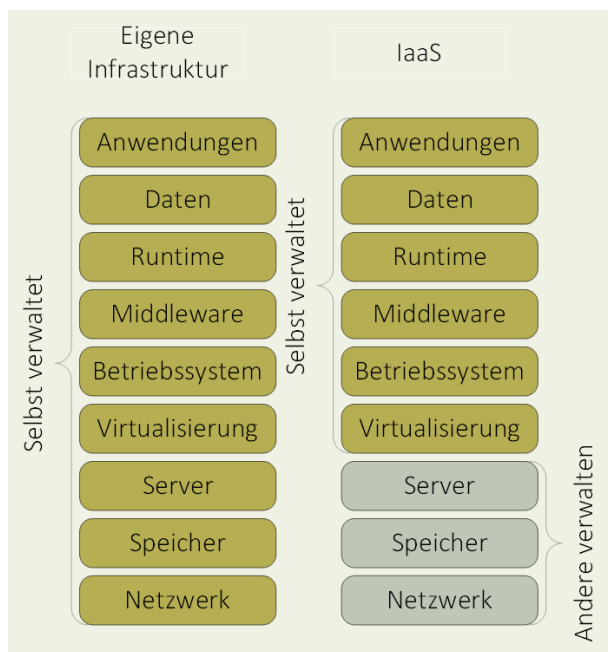 Eigene
Infrastruktur
IaaS
Selbst verwaltet
Anwendungen
Daten
Runtime
Middleware
Betriebssystem
Virtualisierung
Server
Speicher
Netzwerk
Selbst verwaltet
Anwendungen
Daten
Runtime
Middleware
Betriebssystem
Virtualisierung
Server
Speicher
Netzwerk
Andere verwalten